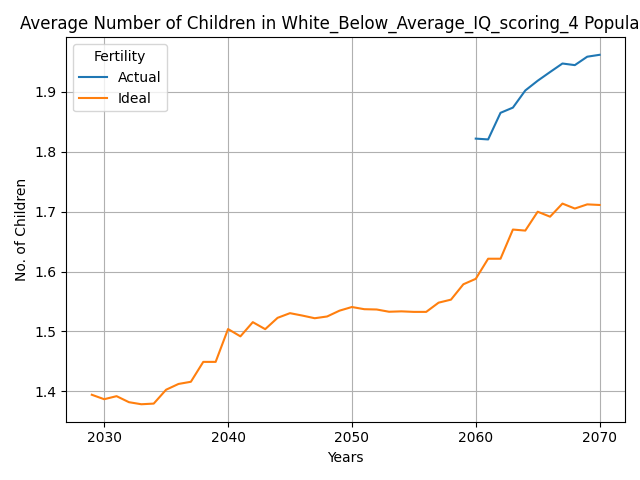 Average Number of Children in White_Below_Average_IQ_scoring_4 Popula
Fertility
Actual
Ideal
No. of Children
1.9
1.8
1.7
1.6
1.5
1.4
2030 2040 2050 2060 2070
Years